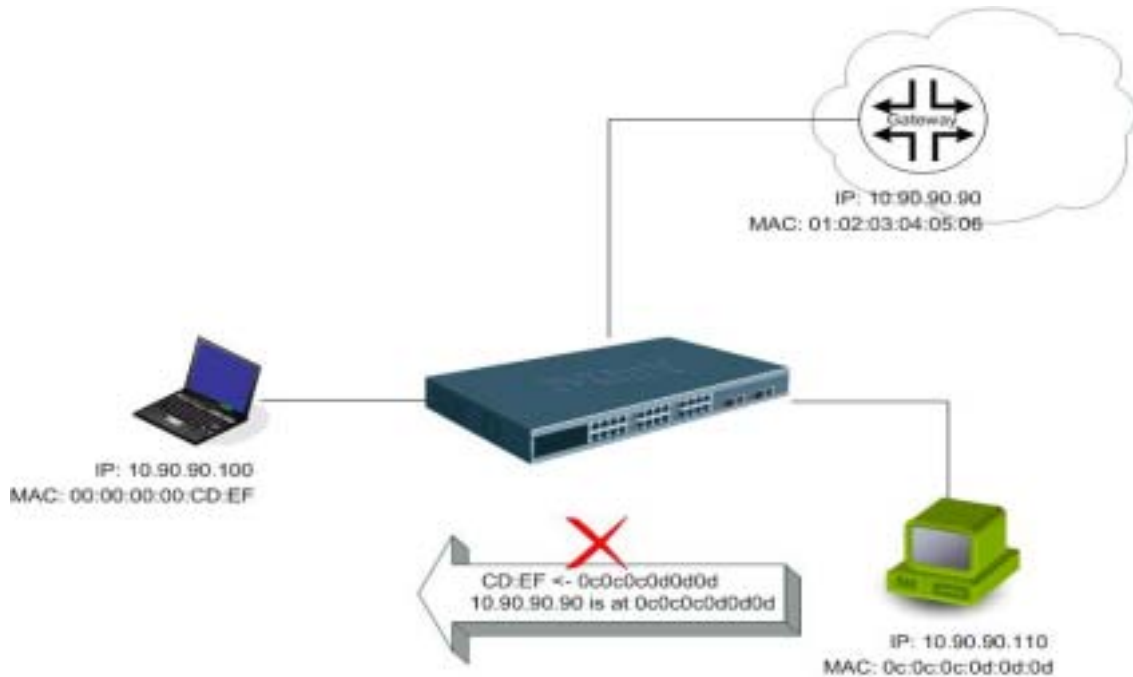 Gateway
IP: 10.90.90.90
MAC: 01:02:03:04:05:06
IP: 10.90.90.100
MAC: 00:00:00:00:CD:EF
CD:EF <- 0c0c0c0d0d0d
10.90.90.90 is at 0c0c0c0d0d0d
IP: 10.90.90.110
MAC: 0c:0c:0c:0d:0d:0d